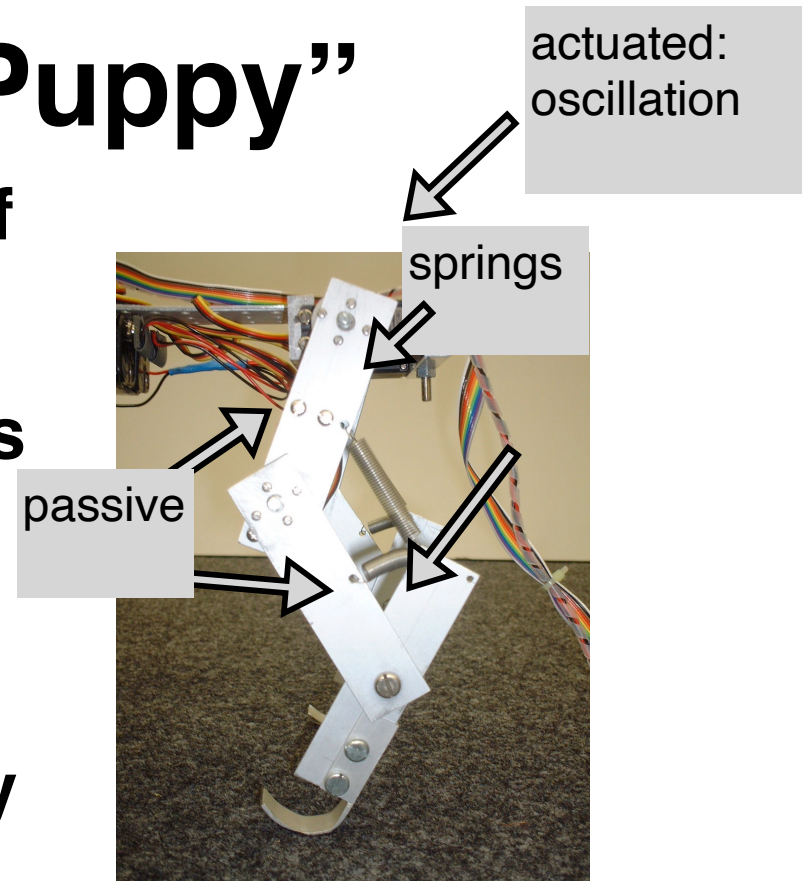 Puppy”
actuated:
oscillation
f
springs
s
passive
y